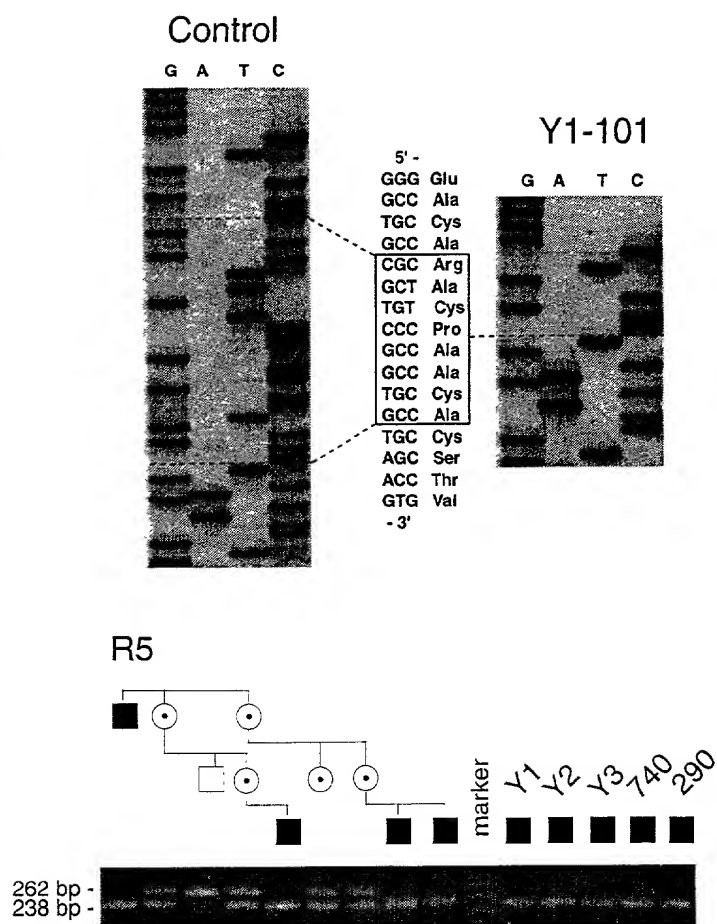 Control
G A T C
Y1-101
G A T C
5' -
GGG Glu
GCC Ala
TGC Cys
GCC Ala
CGC Arg
GCT Ala
TGT Cys
CCC Pro
GCC Ala
GCC Ala
TGC Cys
GCC Ala
TGC Cys
AGC Ser
ACC Thr
GTG Val
- 3'
R5
marker
Y1
Y2
Y3
740
290
262 bp -
238 bp -